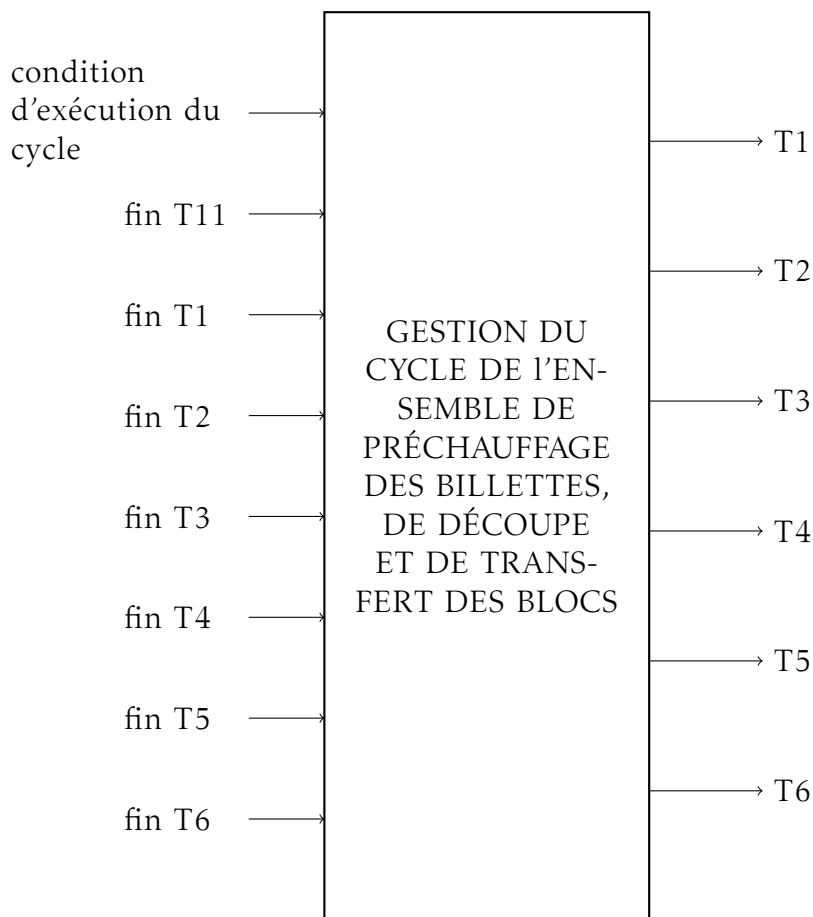 condition
d'exécution du
cycle
fin T11
fin T1
fin T2
fin T3
fin T4
fin T5
fin T6
GESTION DU
CYCLE DE l'EN-
SEMBLE DE
PRÉCHAUFFAGE
DES BILLETTES,
DE DÉCOUPE
ET DE TRANS-
FERT DES BLOCS
T1
T2
T3
T4
T5
T6